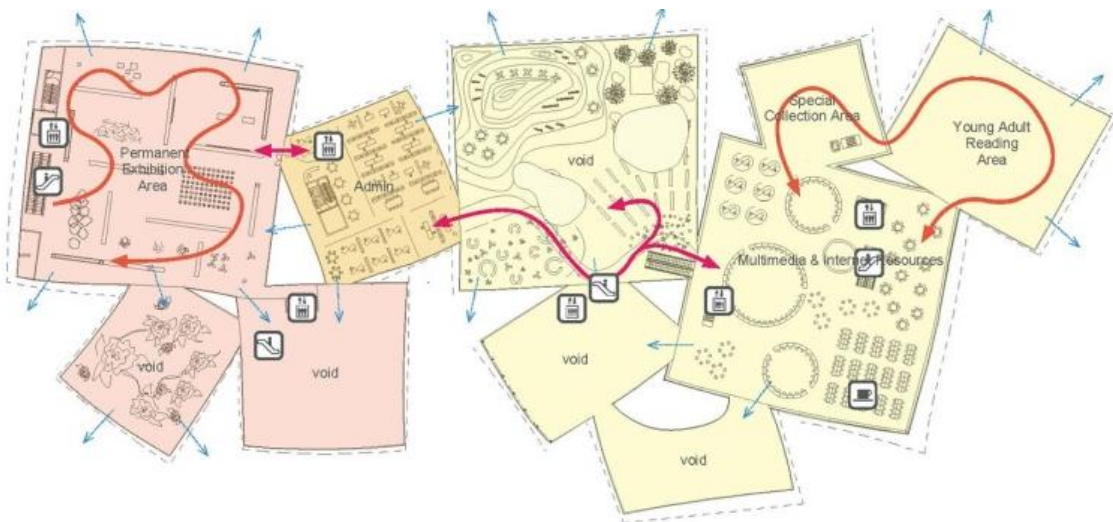 Permanent
Exhibition
Area
Admin
void
Special
Collection Area
Young Adult
Reading
Area
Multimedia & Internet Resources
void
void
void
void